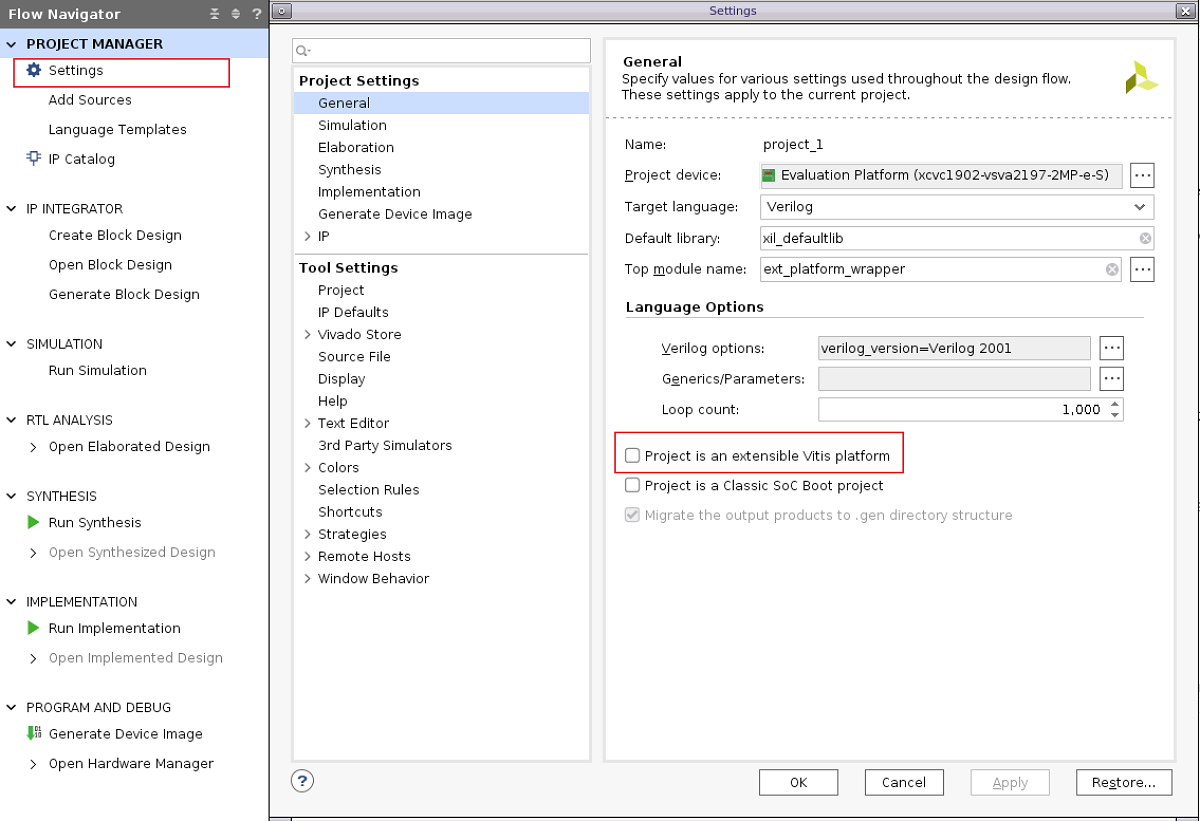 Flow Navigator
?
PROJECT MANAGER
Settings
Add Sources
Language Templates
IP Catalog
IP INTEGRATOR
Create Block Design
Open Block Design
Generate Block Design
SIMULATION
Run Simulation
RTL ANALYSIS
Open Elaborated Design
SYNTHESIS
Run Synthesis
Open Synthesized Design
IMPLEMENTATION
Run Implementation
Open Implemented Design
PROGRAM AND DEBUG
Generate Device Image
Open Hardware Manager
Settings
Project Settings
General
Simulation
Elaboration
Synthesis
Implementation
Generate Device Image
IP
Tool Settings
Project
IP Defaults
Vivado Store
Source File
Display
Help
Text Editor
3rd Party Simulators
Colors
Selection Rules
Shortcuts
Strategies
Remote Hosts
Window Behavior
General
Specify values for various settings used throughout the design flow.
These settings apply to the current project.
Name: project_1
Project device: Evaluation Platform (xcvc1902-vsva2197-2MP-e-S) ...
Target language: Verilog
Default library: xil_defaultlib
Top module name: ext_platform_wrapper ...
Language Options
Verilog options: verilog_version=Verilog 2001 ...
Generics/Parameters: ...
Loop count: 1,000
Project is an extensible Vitis platform
Project is a Classic SoC Boot project
Migrate the output products to .gen directory structure
?
OK Cancel Apply Restore...